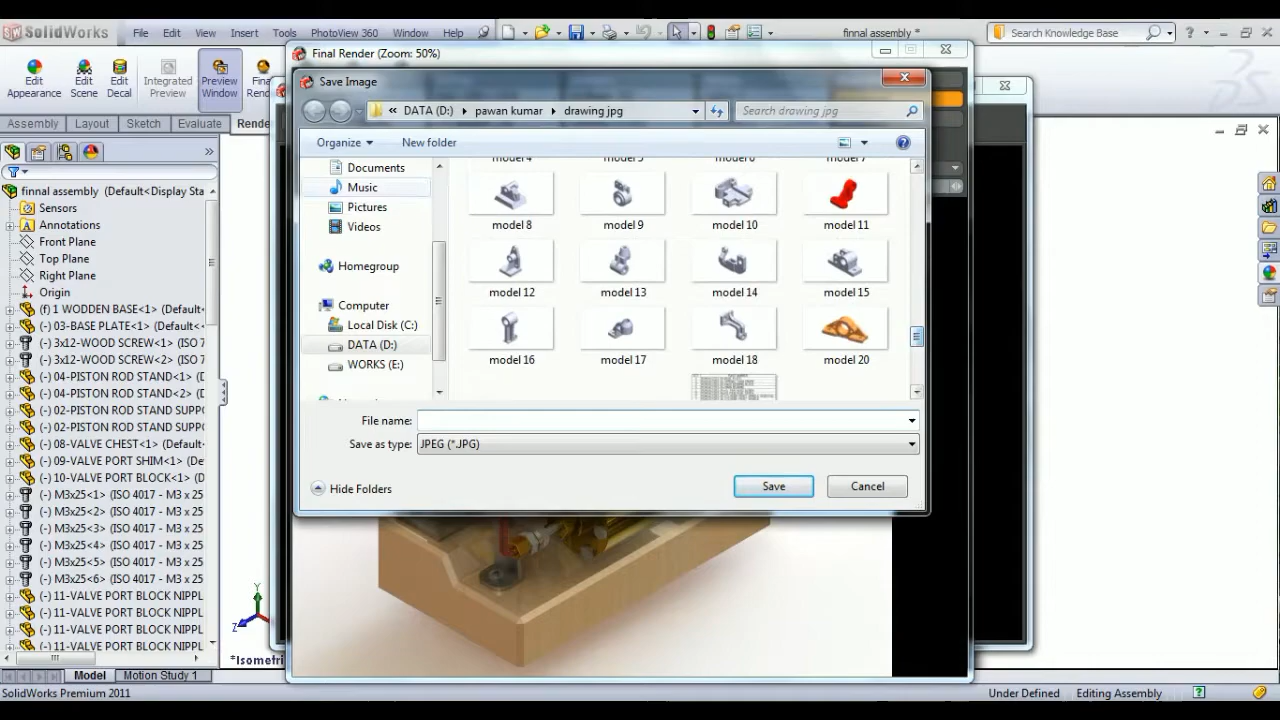 SolidWorks
File Edit View Insert Tools PhotoView 360 Window Help
finnal assembly *
Search Knowledge Base
Final Render (Zoom: 50%)
Edit Appearance
Edit Scene
Edit Decal
Integrated Preview
Preview Window
Assembly
Sketch
Evaluate
Save Image
DATA (D:) pawan kumar drawing jpg
Search drawing jpg
Organize
New folder
Documents
Music
Pictures
Videos
Homegroup
Computer
Local Disk (C:)
DATA (D:)
WORKS (E:)
model 8
model 9
model 10
model 11
model 12
model 13
model 14
model 15
model 16
model 17
model 18
model 20
File name:
Save as type: JPEG (*.JPG)
Hide Folders
Save
Cancel
finnal assembly (Default<Display Sta
Sensors
Annotations
Front Plane
Top Plane
Right Plane
Origin
(f) 1 WODDEN BASE<1> (Defau
(-) 03-BASE PLATE<1> (Default<
(-) 3x12-WOOD SCREW<1> (ISO 7
(-) 3x12-WOOD SCREW<2> (ISO 7
(-) 04-PISTON ROD STAND<1> (D
(-) 04-PISTON ROD STAND<2> (D
(-) 02-PISTON ROD STAND SUPPO
(-) 02-PISTON ROD STAND SUPPO
(-) 08-VALVE CHEST<1> (Default
(-) 09-VALVE PORT SHIM<1> (De
(-) 10-VALVE PORT BLOCK<1> (
(-) M3x25<1> (ISO 4017 - M3 x 25
(-) M3x25<2> (ISO 4017 - M3 x 25
(-) M3x25<3> (ISO 4017 - M3 x 25
(-) M3x25<4> (ISO 4017 - M3 x 25
(-) M3x25<5> (ISO 4017 - M3 x 25
(-) M3x25<6> (ISO 4017 - M3 x 25
(-) 11-VALVE PORT BLOCK NIPPL
(-) 11-VALVE PORT BLOCK NIPPL
(-) 11-VALVE PORT BLOCK NIPPL
(-) 11-VALVE PORT BLOCK NIPPL
Y
Z
Model
Motion Study 1
SolidWorks Premium 2011
Under Defined
Editing Assembly